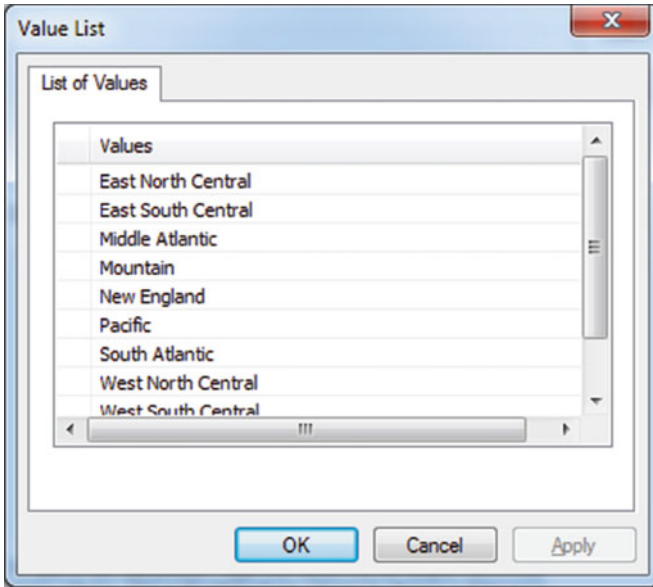 Value List
List of Values
Values
East North Central
East South Central
Middle Atlantic
Mountain
New England
Pacific
South Atlantic
West North Central
West South Central
OK
Cancel
Apply